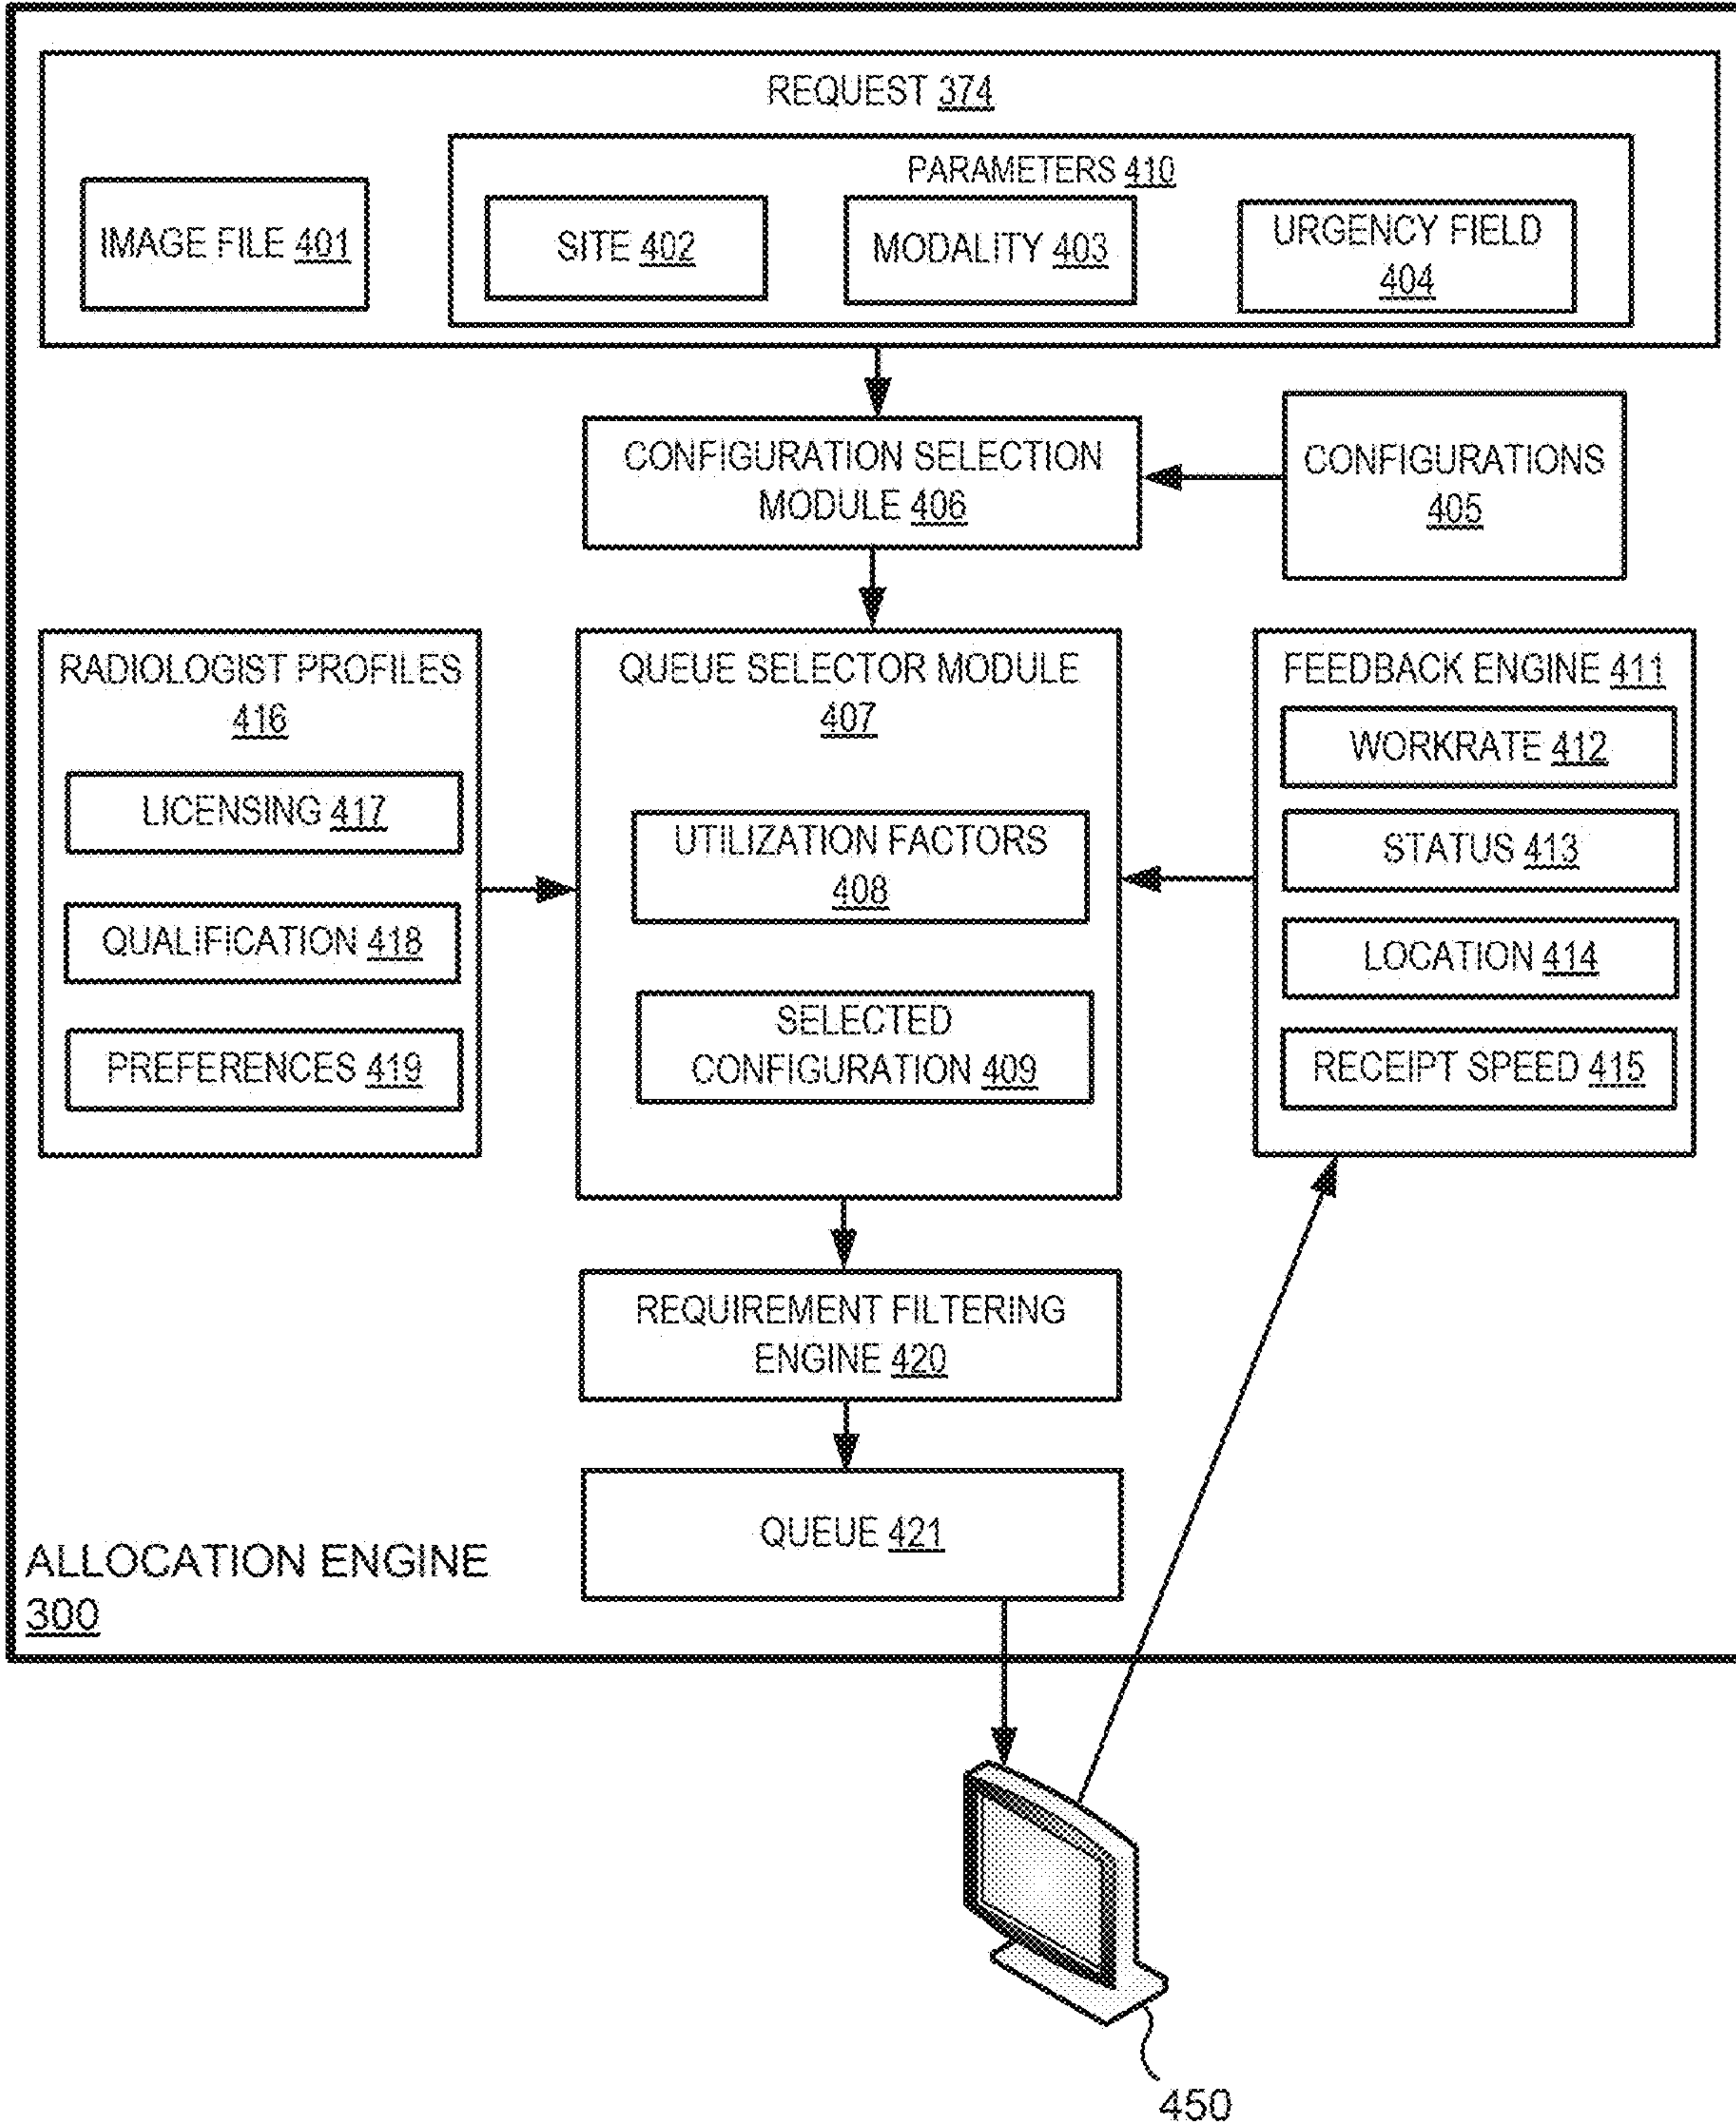 REQUEST 374
PARAMETERS 410
IMAGE FILE 401
SITE 402
MODALITY 403
URGENCY FIELD
404
CONFIGURATION SELECTION
MODULE 406
CONFIGURATIONS
405
RADIOLOGIST PROFILES
416
LICENSING 417
QUALIFICATION 418
PREFERENCES 419
QUEUE SELECTOR MODULE
407
UTILIZATION FACTORS
408
SELECTED
CONFIGURATION 409
FEEDBACK ENGINE 411
WORKRATE 412
STATUS 413
LOCATION 414
RECEIPT SPEED 415
REQUIREMENT FILTERING
ENGINE 420
QUEUE 421
ALLOCATION ENGINE
300
450